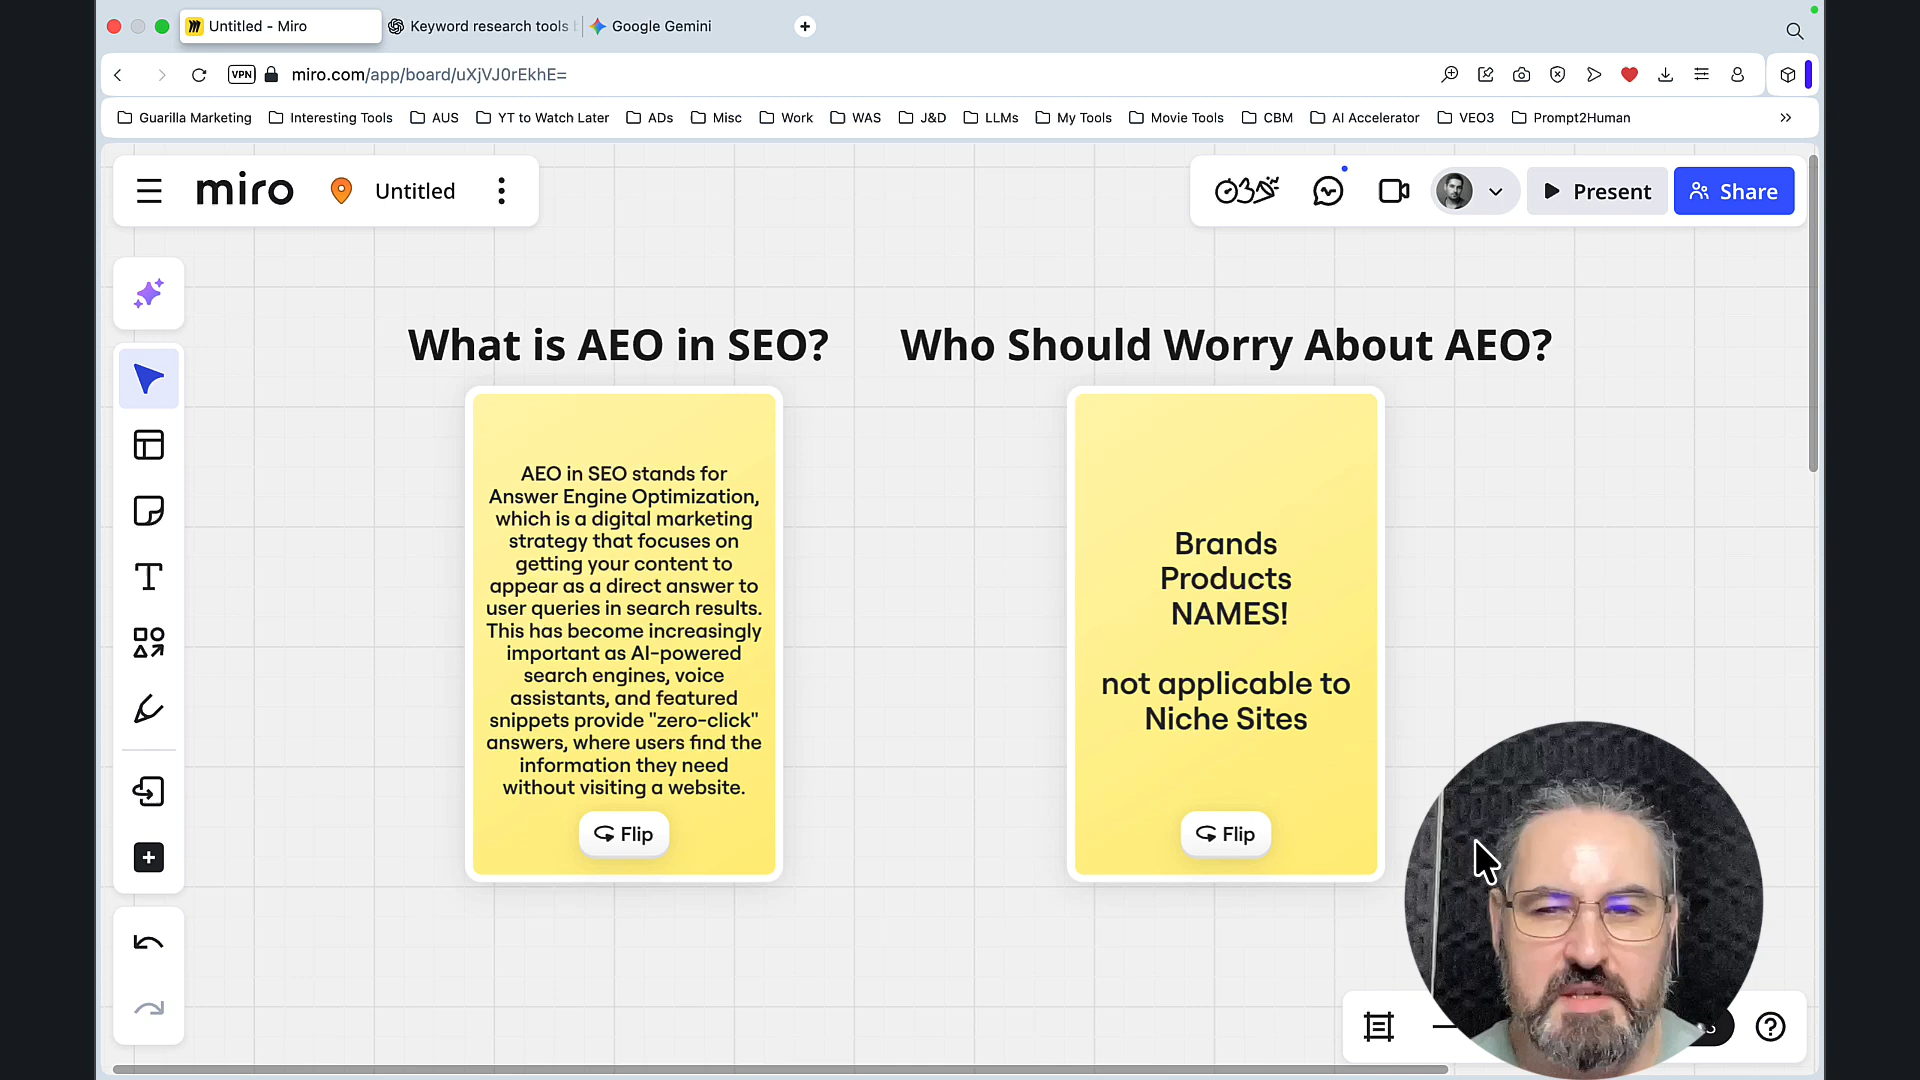 Untitled - Miro
Keyword research tools
Google Gemini
VPN
miro.com/app/board/uXjVJ0rEkhE=
Guarilla Marketing
Interesting Tools
AUS
YT to Watch Later
ADs
Misc
Work
WAS
J&D
LLMs
My Tools
Movie Tools
CBM
AI Accelerator
VEO3
Prompt2Human
miro
Untitled
Present
Share
What is AEO in SEO?
AEO in SEO stands for
Answer Engine Optimization,
which is a digital marketing
strategy that focuses on
getting your content to
appear as a direct answer to
user queries in search results.
This has become increasingly
important as AI-powered
search engines, voice
assistants, and featured
snippets provide "zero-click"
answers, where users find the
information they need
without visiting a website.
Flip
Who Should Worry About AEO?
Brands
Products
NAMES!
not applicable to
Niche Sites
Flip